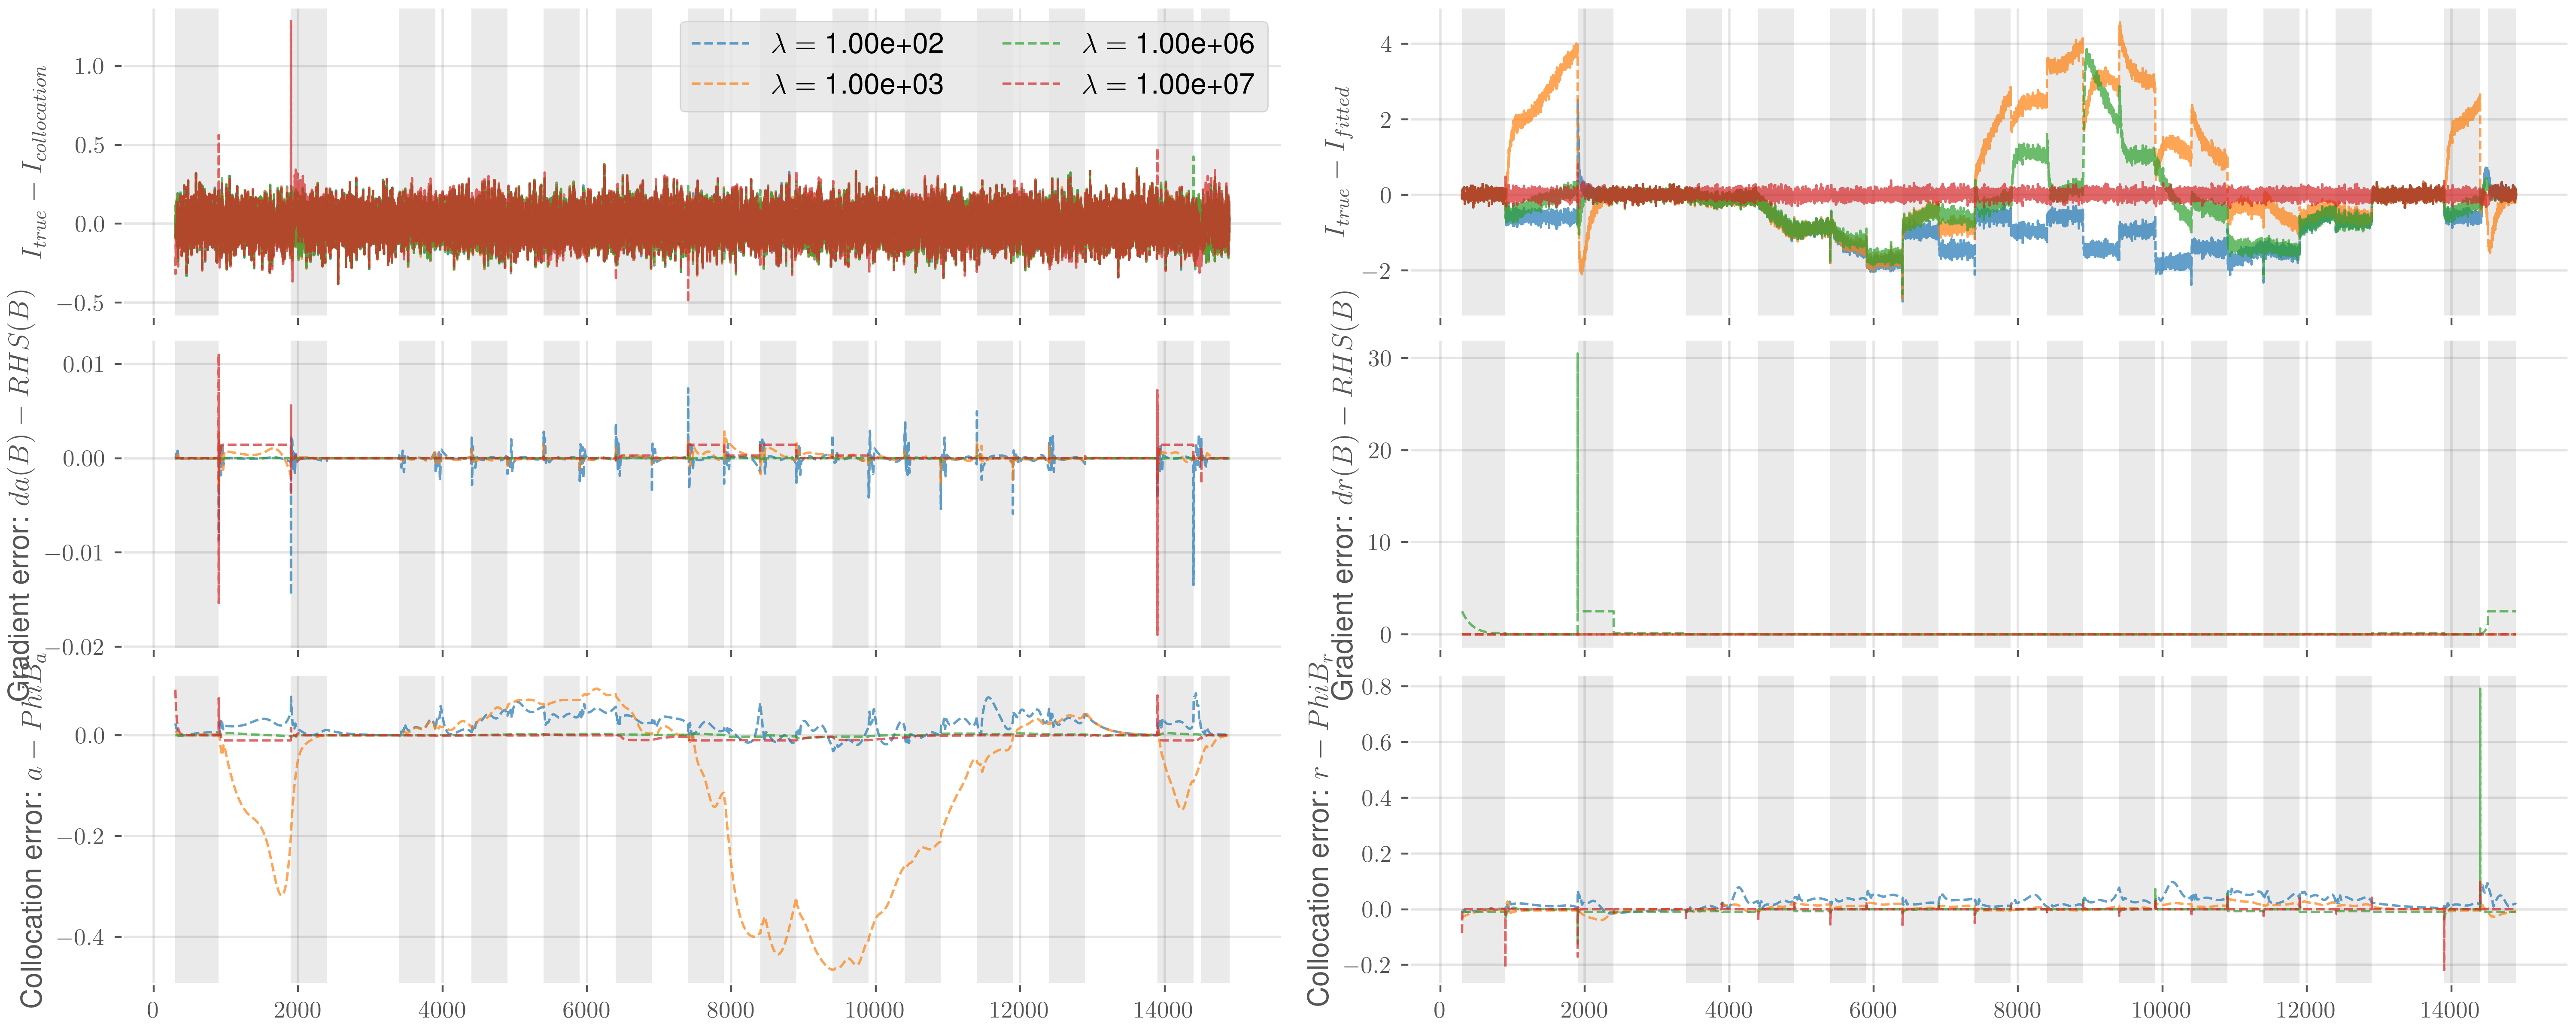 I_true − I_collocation
1.0
0.5
0.0
−0.5
λ = 1.00e+02
λ = 1.00e+03
λ = 1.00e+06
λ = 1.00e+07
I_true − I_fitted
4
2
0
−2
Gradient error: da(B) − RHS(B)
0.01
0.00
−0.01
−0.02
Gradient error: dr(B) − RHS(B)
30
20
10
0
Collocation error: a − PhiB_a
0.0
−0.2
−0.4
0 2000 4000 6000 8000 10000 12000 14000
Collocation error: r − PhiB_r
0.8
0.6
0.4
0.2
0.0
−0.2
0 2000 4000 6000 8000 10000 12000 14000